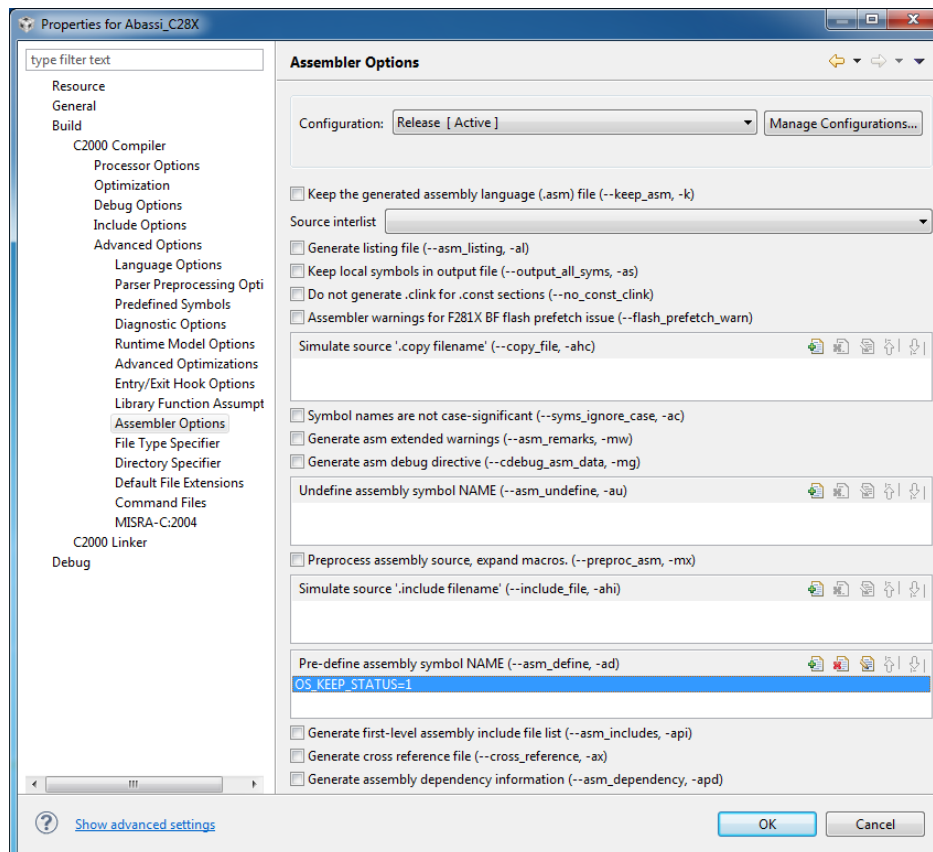 Properties for Abassi_C28X
type filter text
Resource
General
Build
C2000 Compiler
Processor Options
Optimization
Debug Options
Include Options
Advanced Options
Language Options
Parser Preprocessing Opti
Predefined Symbols
Diagnostic Options
Runtime Model Options
Advanced Optimizations
Entry/Exit Hook Options
Library Function Assumpt
Assembler Options
File Type Specifier
Directory Specifier
Default File Extensions
Command Files
MISRA-C:2004
C2000 Linker
Debug
Assembler Options
Configuration: Release [ Active ] Manage Configurations...
Keep the generated assembly language (.asm) file (--keep_asm, -k)
Source interlist
Generate listing file (--asm_listing, -al)
Keep local symbols in output file (--output_all_syms, -as)
Do not generate .clink for .const sections (--no_const_clink)
Assembler warnings for F281X BF flash prefetch issue (--flash_prefetch_warn)
Simulate source '.copy filename' (--copy_file, -ahc)
Symbol names are not case-significant (--syms_ignore_case, -ac)
Generate asm extended warnings (--asm_remarks, -mw)
Generate asm debug directive (--cdebug_asm_data, -mg)
Undefine assembly symbol NAME (--asm_undefine, -au)
Preprocess assembly source, expand macros. (--preproc_asm, -mx)
Simulate source '.include filename' (--include_file, -ahi)
Pre-define assembly symbol NAME (--asm_define, -ad)
OS_KEEP_STATUS=1
Generate first-level assembly include file list (--asm_includes, -api)
Generate cross reference file (--cross_reference, -ax)
Generate assembly dependency information (--asm_dependency, -apd)
Show advanced settings
OK Cancel